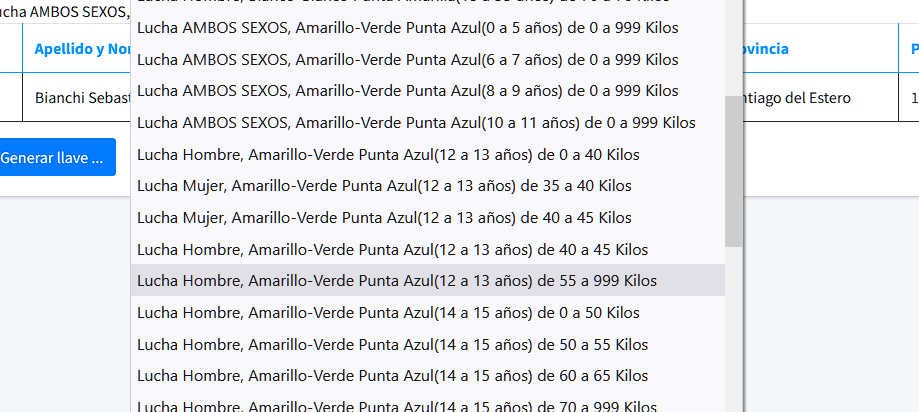 ucha AMBOS SEXOS,
Apellido y Nor
ovincia
P
Bianchi Sebast
ntiago del Estero
1
Generar llave ...
Lucha AMBOS SEXOS, Amarillo-Verde Punta Azul(0 a 5 años) de 0 a 999 Kilos
Lucha AMBOS SEXOS, Amarillo-Verde Punta Azul(6 a 7 años) de 0 a 999 Kilos
Lucha AMBOS SEXOS, Amarillo-Verde Punta Azul(8 a 9 años) de 0 a 999 Kilos
Lucha AMBOS SEXOS, Amarillo-Verde Punta Azul(10 a 11 años) de 0 a 999 Kilos
Lucha Hombre, Amarillo-Verde Punta Azul(12 a 13 años) de 0 a 40 Kilos
Lucha Mujer, Amarillo-Verde Punta Azul(12 a 13 años) de 35 a 40 Kilos
Lucha Mujer, Amarillo-Verde Punta Azul(12 a 13 años) de 40 a 45 Kilos
Lucha Hombre, Amarillo-Verde Punta Azul(12 a 13 años) de 40 a 45 Kilos
Lucha Hombre, Amarillo-Verde Punta Azul(12 a 13 años) de 55 a 999 Kilos
Lucha Hombre, Amarillo-Verde Punta Azul(14 a 15 años) de 0 a 50 Kilos
Lucha Hombre, Amarillo-Verde Punta Azul(14 a 15 años) de 50 a 55 Kilos
Lucha Hombre, Amarillo-Verde Punta Azul(14 a 15 años) de 60 a 65 Kilos
Lucha Hombre, Amarillo-Verde Punta Azul(14 a 15 años) de 70 a 999 Kilos